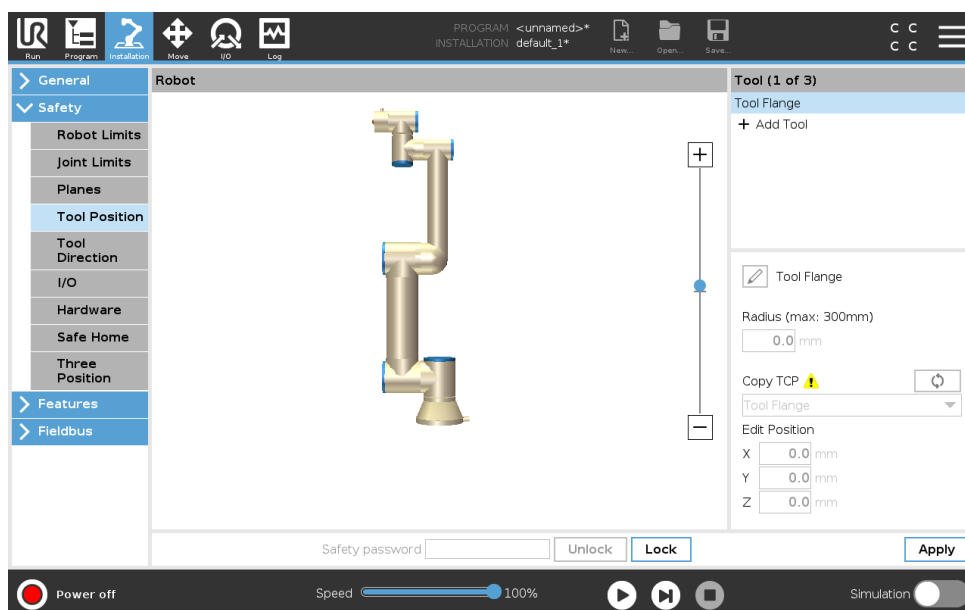 UR
PROGRAM <unnamed>*
INSTALLATION default_1*
Run Program Installation Move I/O Log New... Open... Save...
C C
C C
General
Safety
Robot Limits
Joint Limits
Planes
Tool Position
Tool
Direction
I/O
Hardware
Safe Home
Three
Position
Features
Fieldbus
Robot
Tool (1 of 3)
Tool Flange
+ Add Tool
Tool Flange
Radius (max: 300mm)
0.0 mm
Copy TCP
Tool Flange
Edit Position
X 0.0 mm
Y 0.0 mm
Z 0.0 mm
Safety password Unlock Lock Apply
Power off Speed 100% Simulation